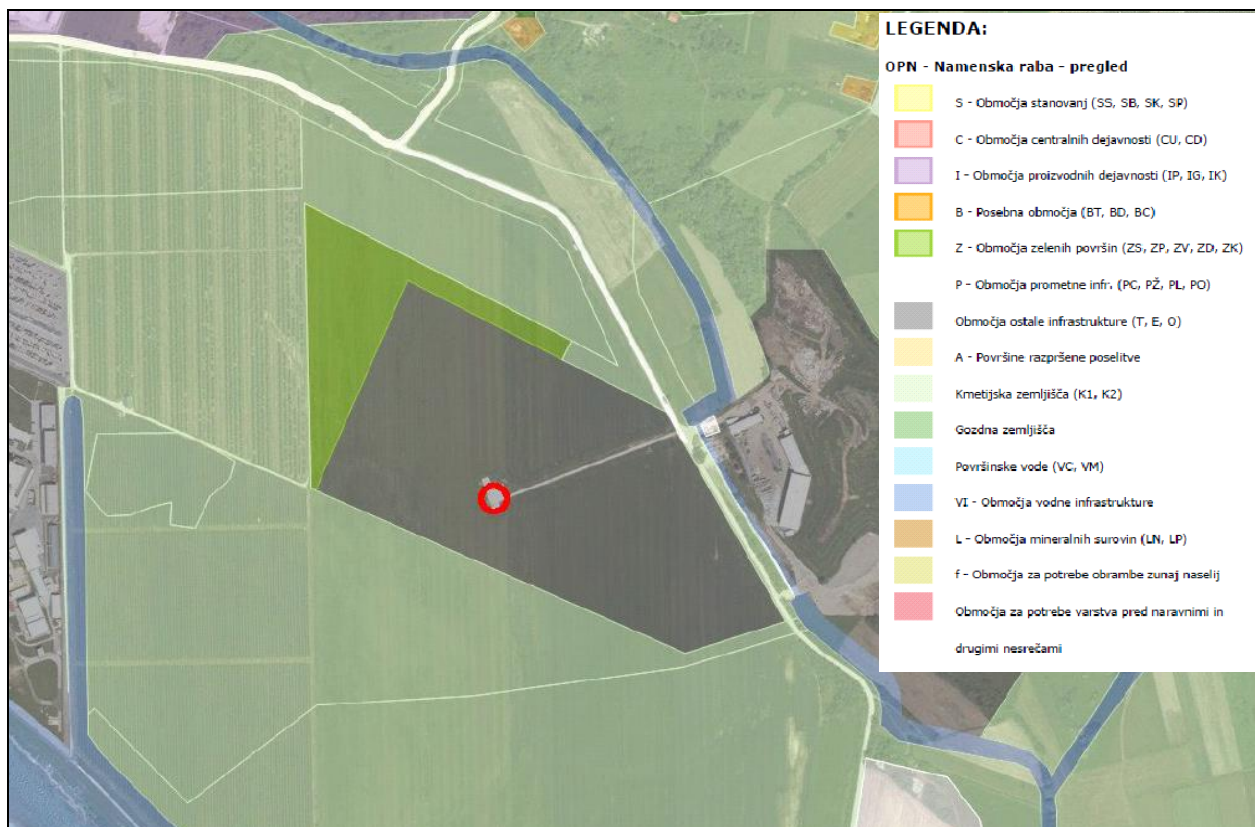 LEGENDA:
OPN - Namenska raba - pregled
S - Območja stanovanj (SS, SB, SK, SP)
C - Območja centralnih dejavnosti (CU, CD)
I - Območja proizvodnih dejavnosti (IP, IG, IK)
B - Posebna območja (BT, BD, BC)
Z - Območja zelenih površin (ZS, ZP, ZV, ZD, ZK)
P - Območja prometne infr. (PC, PŽ, PL, PO)
Območja ostale infrastrukture (T, E, O)
A - Površine razpršene poselitve
Kmetijska zemljišča (K1, K2)
Gozdna zemljišča
Površinske vode (VC, VM)
VI - Območja vodne infrastrukture
L - Območja mineralnih surovin (LN, LP)
f - Območja za potrebe obrambe zunaj naselij
Območja za potrebe varstva pred naravnimi in
drugimi nesrečami